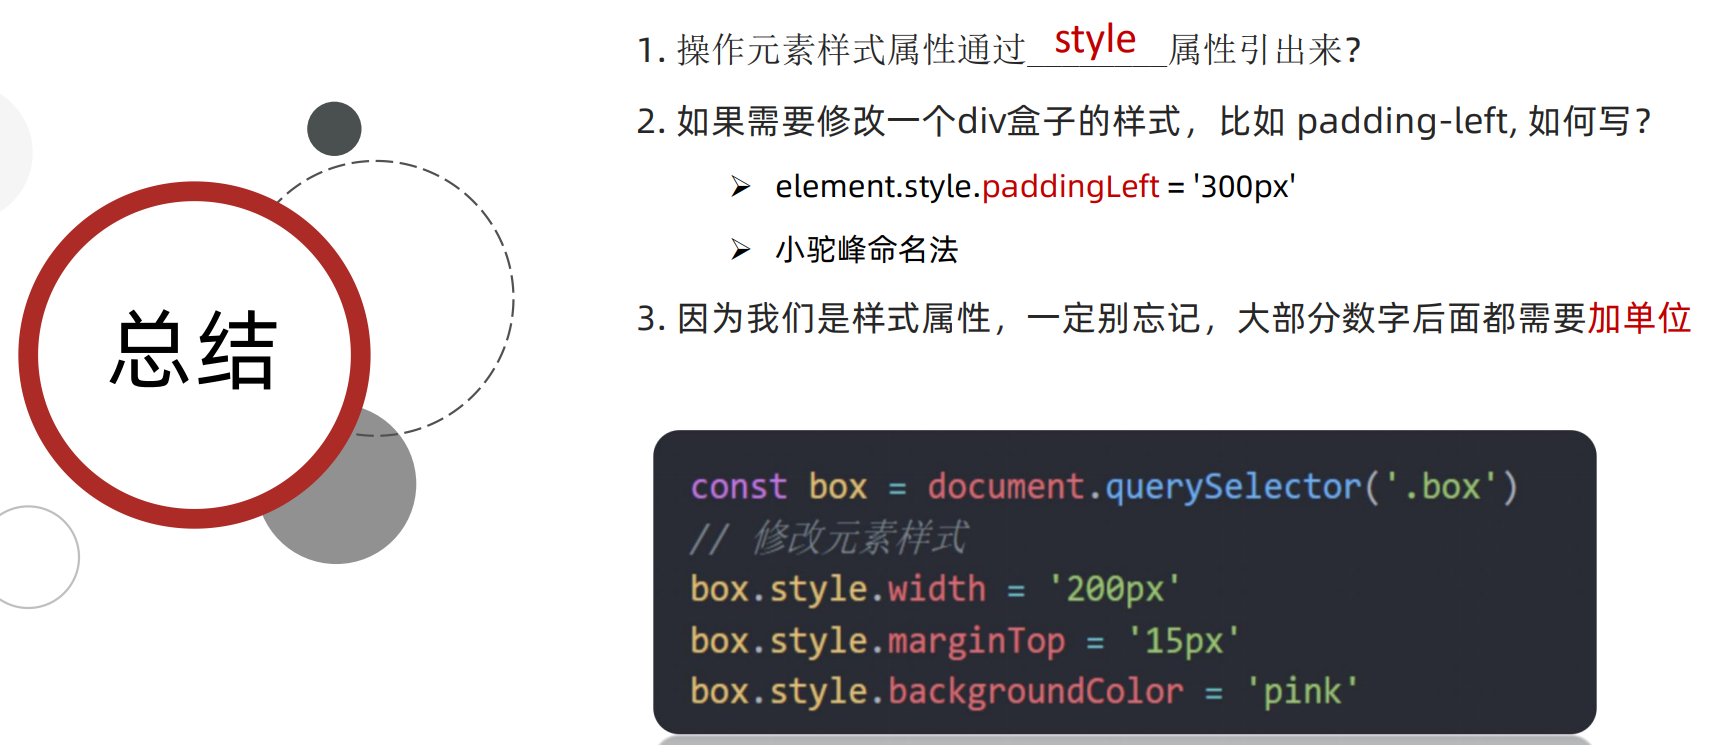 总结
1. 操作元素样式属性通过 style 属性引出来?
2. 如果需要修改一个div盒子的样式，比如 padding-left, 如何写?
➢ element.style.paddingLeft = '300px'
➢ 小驼峰命名法
3. 因为我们是样式属性，一定别忘记，大部分数字后面都需要加单位
const box = document.querySelector('.box')
// 修改元素样式
box.style.width = '200px'
box.style.marginTop = '15px'
box.style.backgroundColor = 'pink'